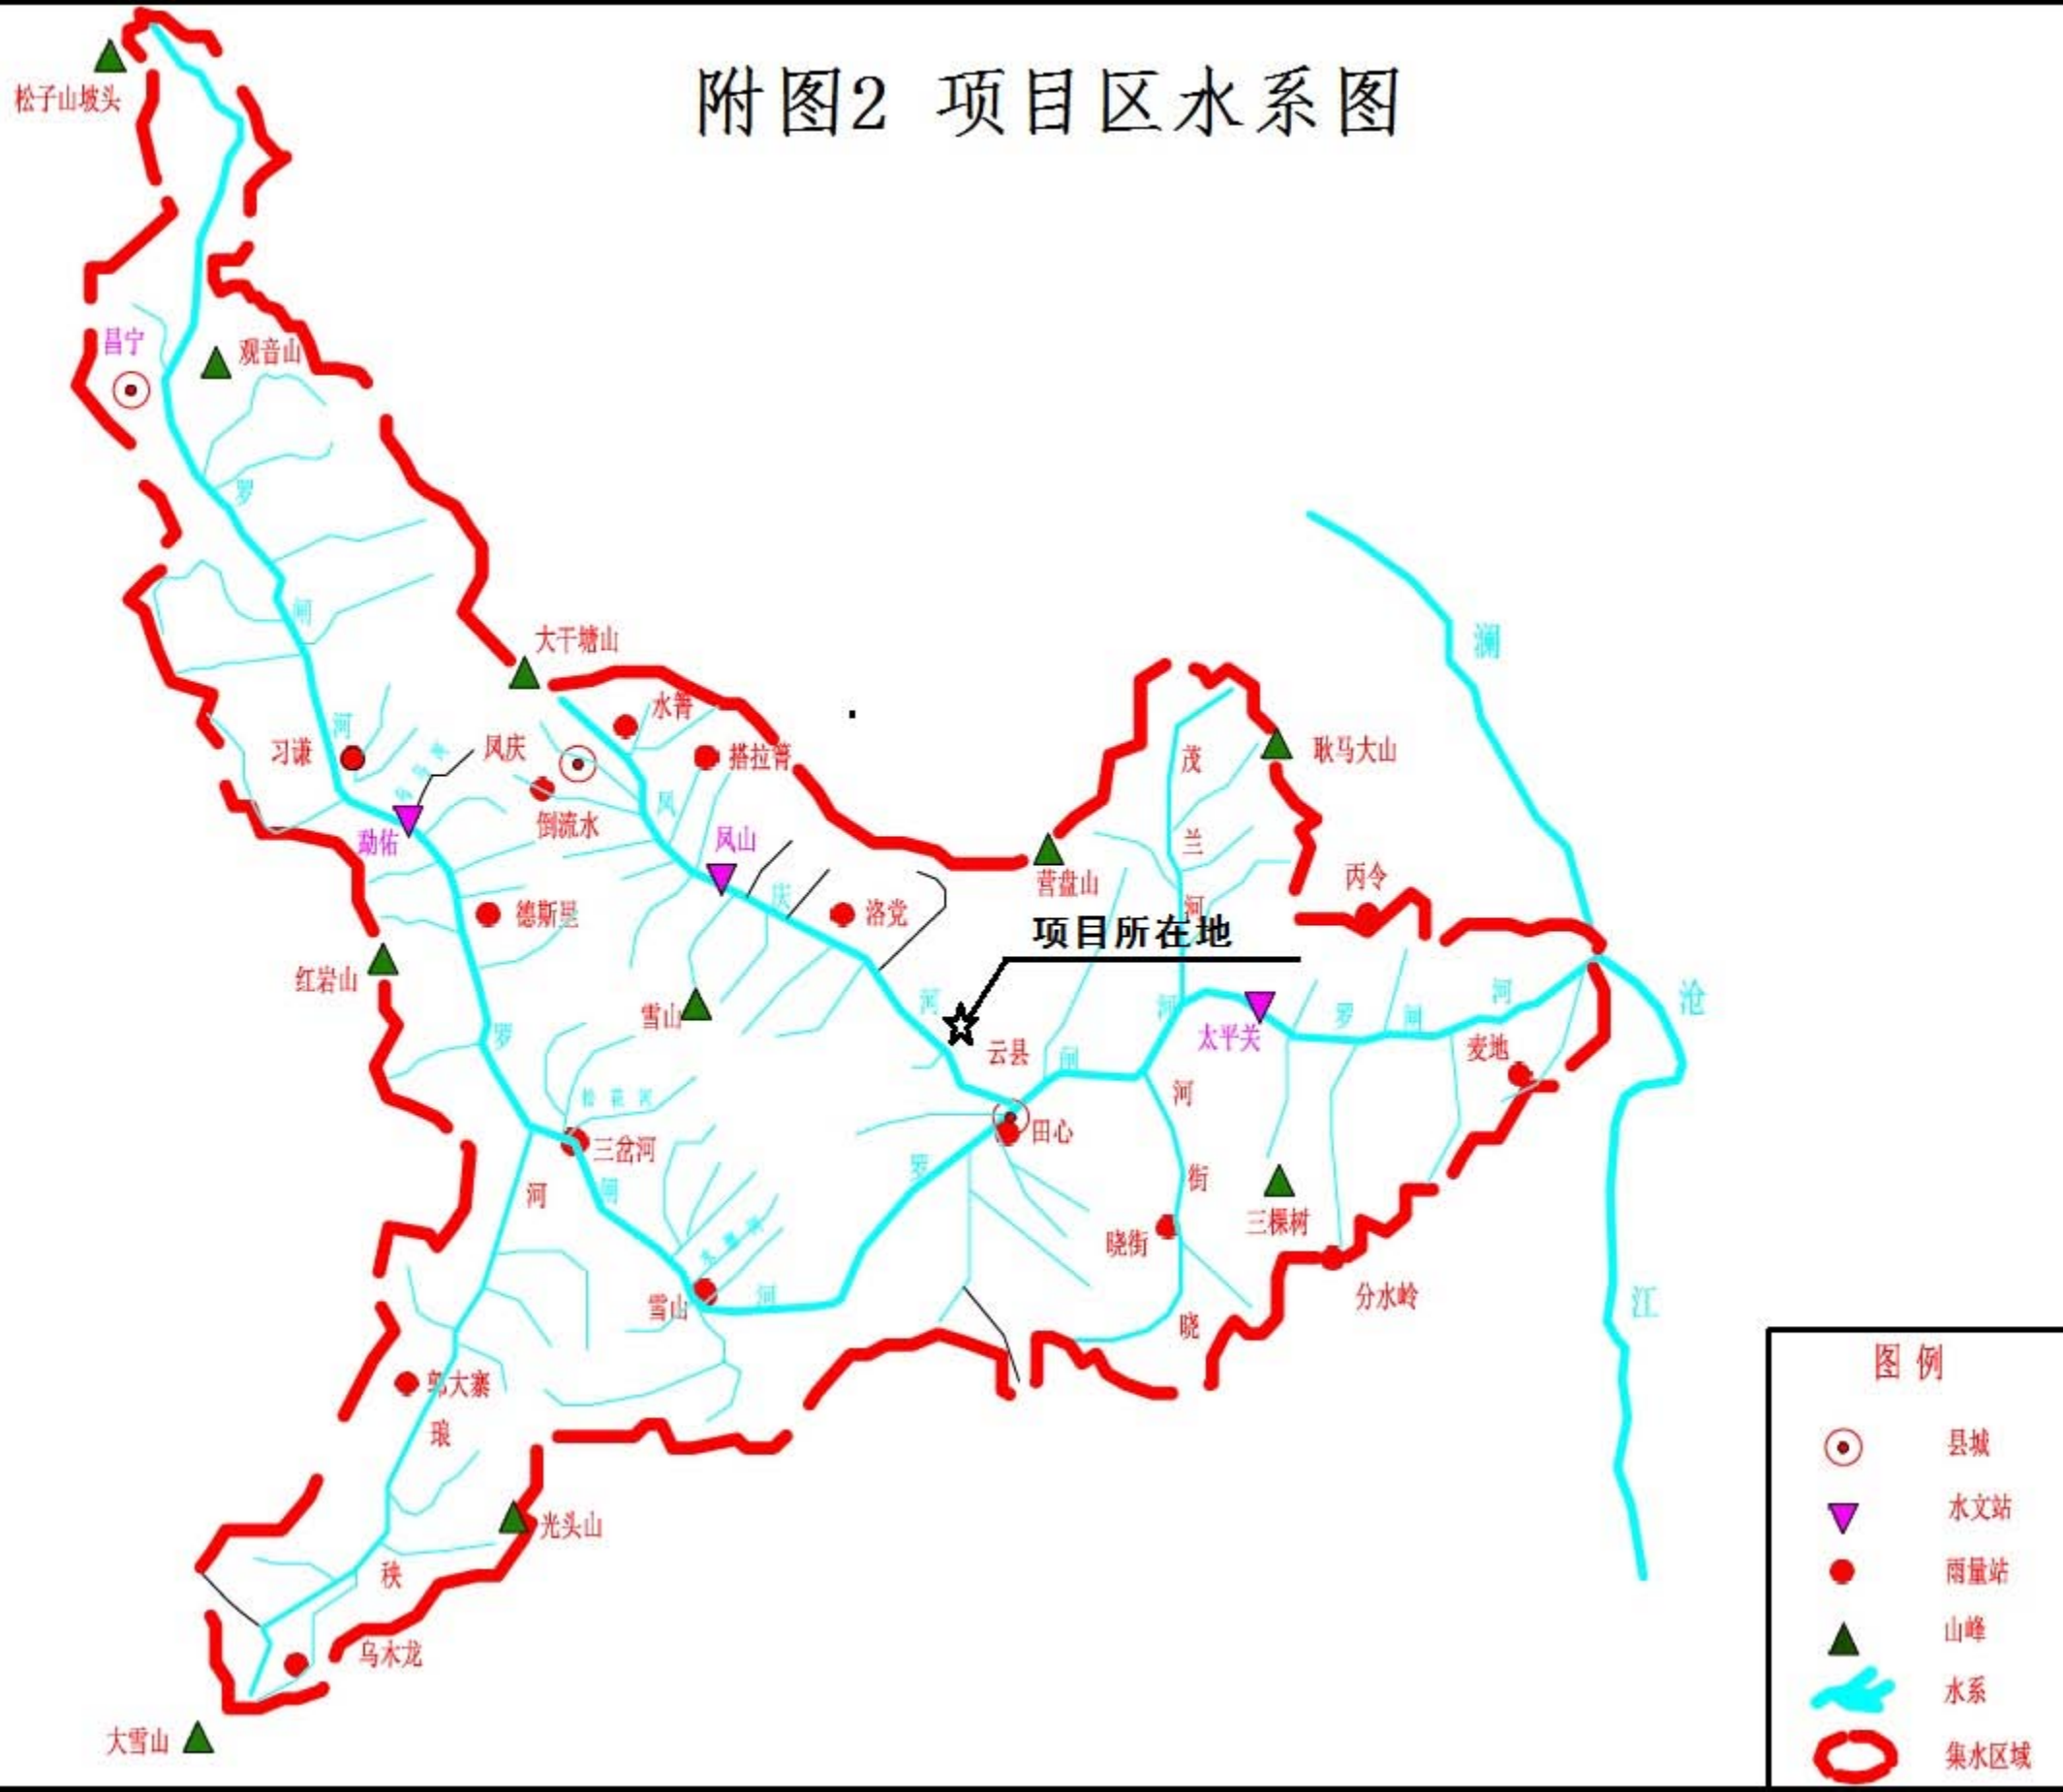 附图2 项目区水系图
松子山坡头
昌宁
观音山
罗
闸
河
大干塘山
水箐
习谦
凤庆
搭拉箐
倒流水
勐佑
凤
凤山
庆
洛党
德斯里
红岩山
雪山
河
营盘山
茂
兰
河
耿马大山
丙令
项目所在地
澜
沧
江
云县
闸
河
太平关
罗
闸
河
麦地
罗
三岔河
闸
河
田心
罗
河
街
晓街
晓
三棵树
分水岭
雪山
河
郭大寨
琅
秧
光头山
乌木龙
大雪山
图例
县城
水文站
雨量站
山峰
水系
集水区域